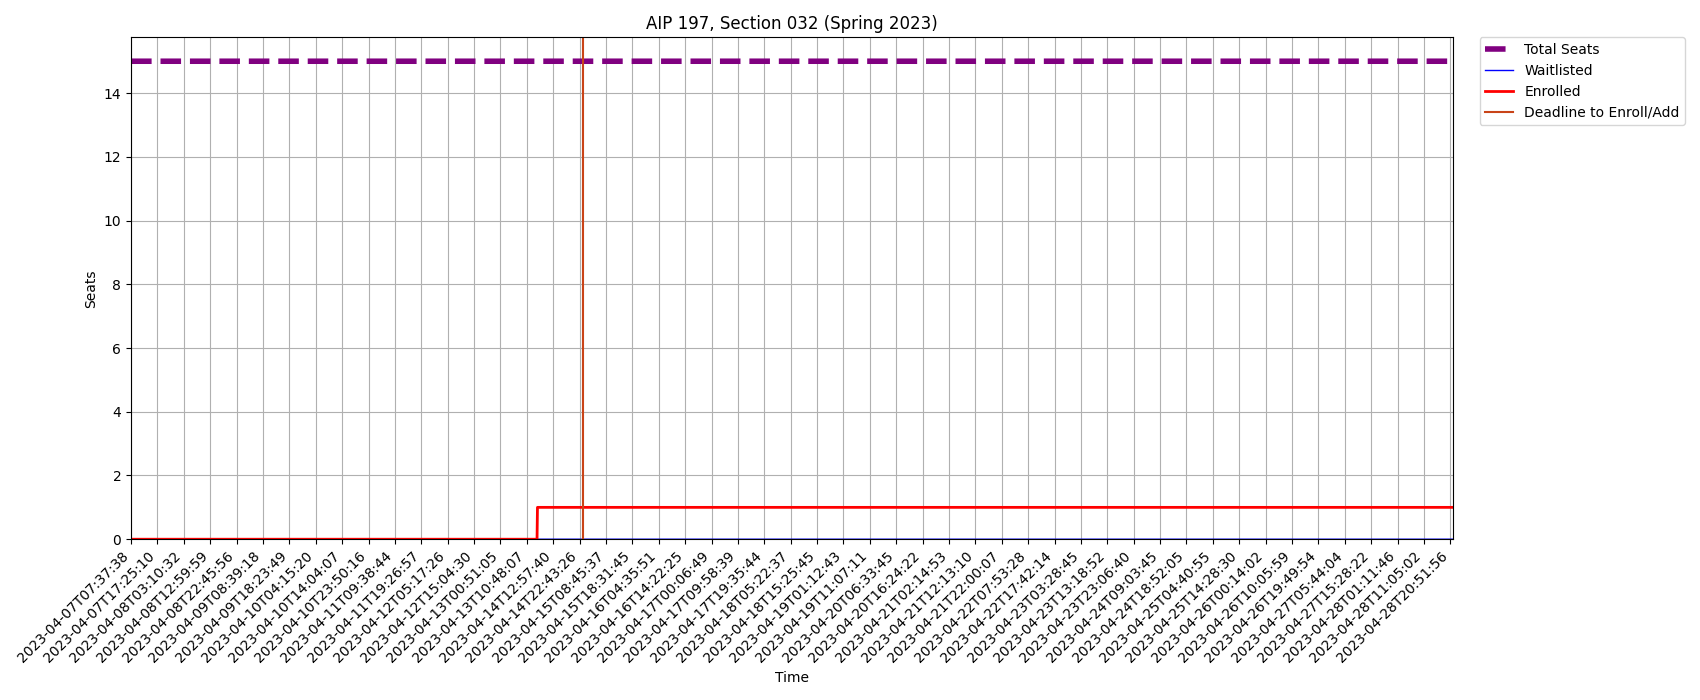 AIP 197, Section 032 (Spring 2023)
Total Seats
Waitlisted
Enrolled
Deadline to Enroll/Add
14
12
10
8
6
4
2
0
Seats
2023-04-07T07:37:38
2023-04-07T17:25:10
2023-04-08T03:10:32
2023-04-08T12:59:59
2023-04-08T22:45:56
2023-04-09T08:39:18
2023-04-09T18:23:49
2023-04-10T04:15:20
2023-04-10T14:04:07
2023-04-10T23:50:16
2023-04-11T09:38:44
2023-04-11T19:26:57
2023-04-12T05:17:26
2023-04-12T15:04:30
2023-04-13T00:51:05
2023-04-13T10:48:07
2023-04-14T12:57:40
2023-04-14T22:43:26
2023-04-15T08:45:37
2023-04-15T18:31:45
2023-04-16T04:35:51
2023-04-16T14:22:25
2023-04-17T00:06:49
2023-04-17T09:58:39
2023-04-17T19:35:44
2023-04-18T05:22:37
2023-04-18T15:25:45
2023-04-19T01:12:43
2023-04-19T11:07:11
2023-04-20T06:33:45
2023-04-20T16:24:22
2023-04-21T02:14:53
2023-04-21T12:13:10
2023-04-21T22:00:07
2023-04-22T07:53:28
2023-04-22T17:42:14
2023-04-23T03:28:45
2023-04-23T13:18:52
2023-04-23T23:06:40
2023-04-24T09:03:45
2023-04-24T18:52:05
2023-04-25T04:40:55
2023-04-25T14:28:30
2023-04-26T00:14:02
2023-04-26T10:05:59
2023-04-26T19:49:54
2023-04-27T05:44:04
2023-04-27T15:28:22
2023-04-28T01:11:46
2023-04-28T11:05:02
2023-04-28T20:51:56
Time